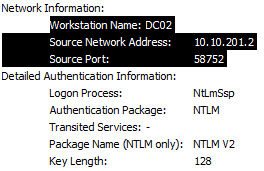 Network Information:
Workstation Name: DC02
Source Network Address: 10.10.201.2
Source Port: 58752
Detailed Authentication Information:
Logon Process: NtLmSsp
Authentication Package: NTLM
Transited Services: -
Package Name (NTLM only): NTLM V2
Key Length: 128